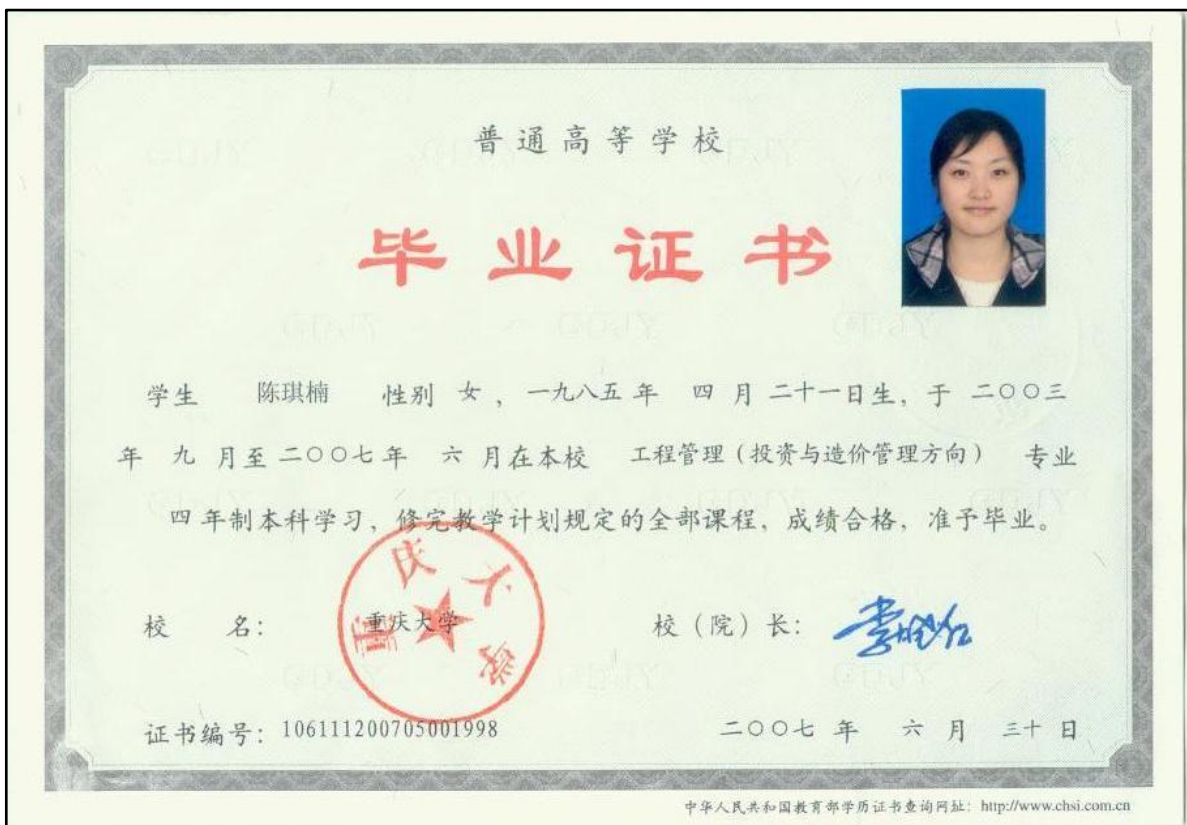 普通高等学校
毕业证书
学生 陈琪楠 性别 女，一九八五年 四 月 二十一日生，于 二〇〇三
年 九 月至 二〇〇七年 六 月在本校 工程管理（投资与造价管理方向） 专业
四 年制本科学习，修完教学计划规定的全部课程，成绩合格，准予毕业。
校 名： 重庆大学 校（院）长：
重庆大学
证书编号：106111200705001998 二〇〇七 年 六 月 三十 日
中华人民共和国教育部学历证书查询网址：http://www.chsi.com.cn